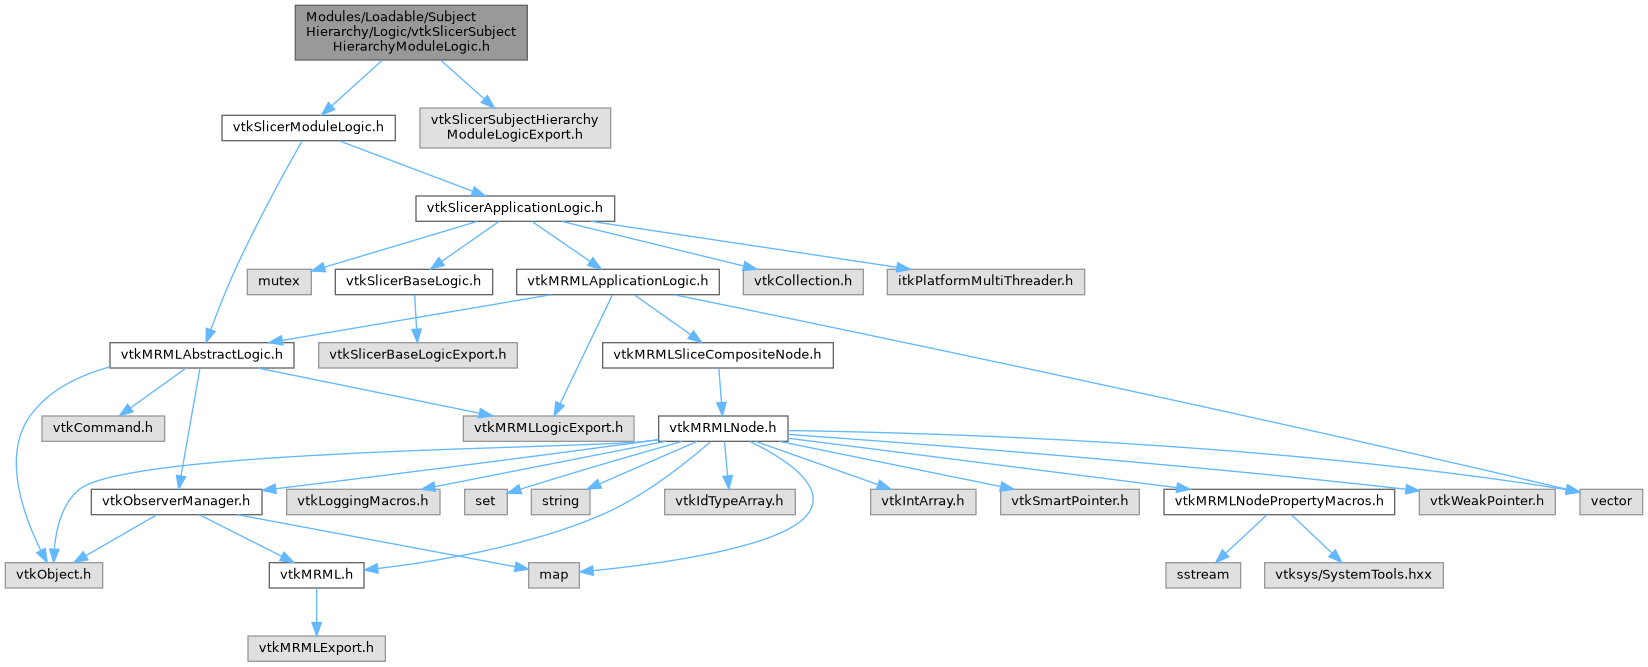 Modules/Loadable/Subject
Hierarchy/Logic/vtkSlicerSubject
HierarchyModuleLogic.h
vtkSlicerModuleLogic.h
vtkSlicerSubjectHierarchy
ModuleLogicExport.h
vtkSlicerApplicationLogic.h
mutex
vtkSlicerBaseLogic.h
vtkMRMLApplicationLogic.h
vtkCollection.h
itkPlatformMultiThreader.h
vtkMRMLAbstractLogic.h
vtkSlicerBaseLogicExport.h
vtkMRMLSliceCompositeNode.h
vtkCommand.h
vtkMRMLLogicExport.h
vtkMRMLNode.h
vtkObserverManager.h
vtkLoggingMacros.h
set
string
vtkIdTypeArray.h
vtkIntArray.h
vtkSmartPointer.h
vtkMRMLNodePropertyMacros.h
vtkWeakPointer.h
vector
vtkObject.h
vtkMRML.h
map
sstream
vtksys/SystemTools.hxx
vtkMRMLExport.h